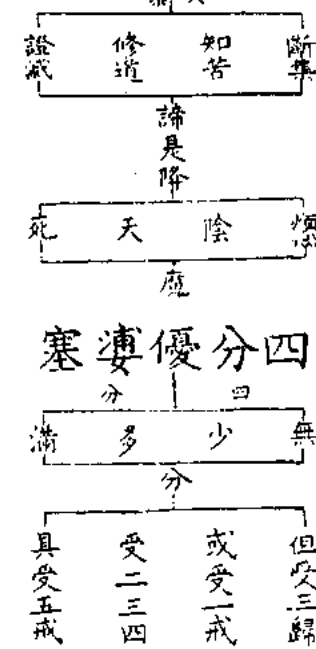 斷集 知苦 修道 證滅
諦是降
煩惱 陰 天 死
魔
四分優婆塞
四分
無 少 多 滿
分
但受三歸 或受一戒 受二三四 具受五戒